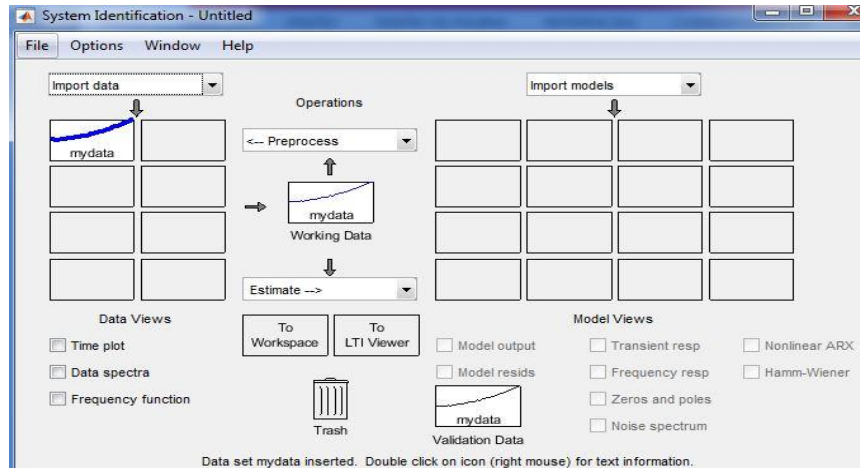 System Identification - Untitled
File Options Window Help
Import data
Import models
Operations
mydata
<-- Preprocess
mydata
Working Data
Estimate -->
Data Views
Time plot
Data spectra
Frequency function
To Workspace
To LTI Viewer
Trash
Model Views
Model output
Transient resp
Nonlinear ARX
Model resids
Frequency resp
Hamm-Wiener
Zeros and poles
Noise spectrum
mydata
Validation Data
Data set mydata inserted. Double click on icon (right mouse) for text information.